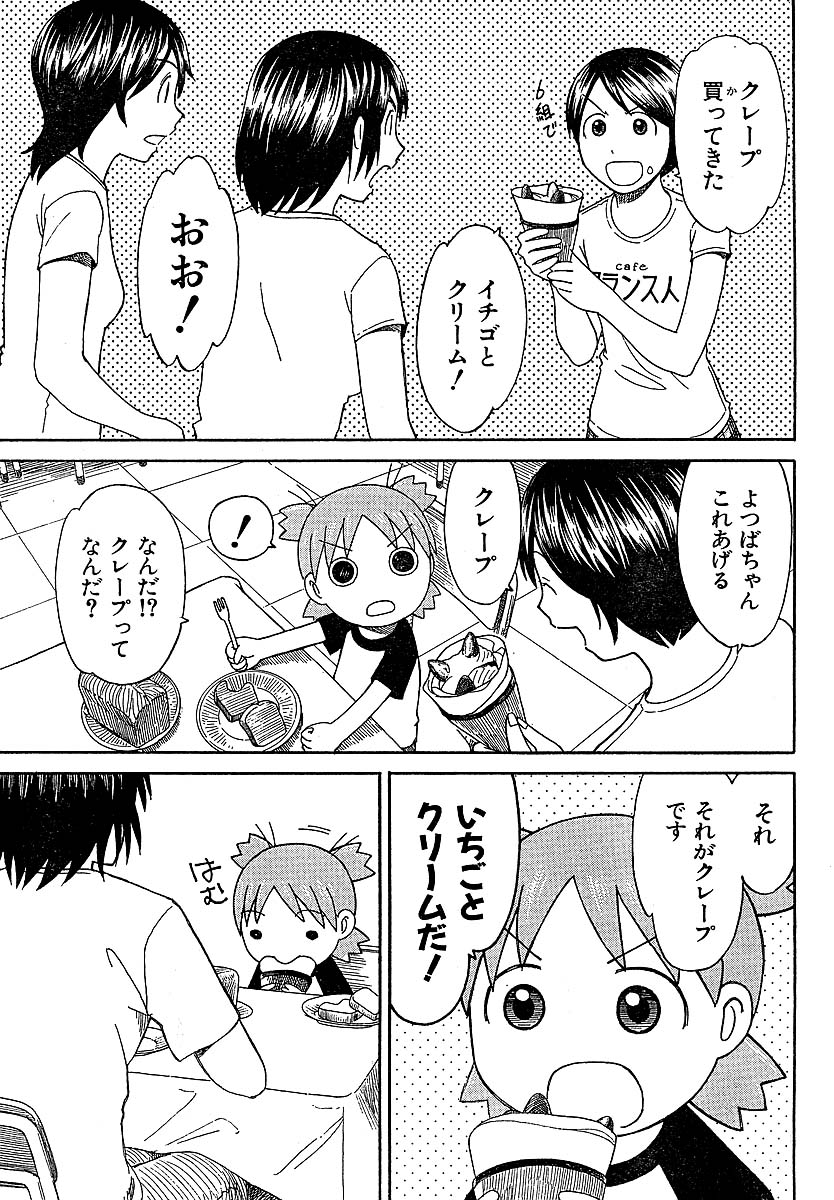 クレープ
買ってきた
６組で
cafe
フランス人
イチゴと
クリーム！
おお！
よつばちゃん
これあげる
クレープ
！
なんだ!?
クレープって
なんだ？
それ
それがクレープ
です
いちごと
クリームだ！
はむ